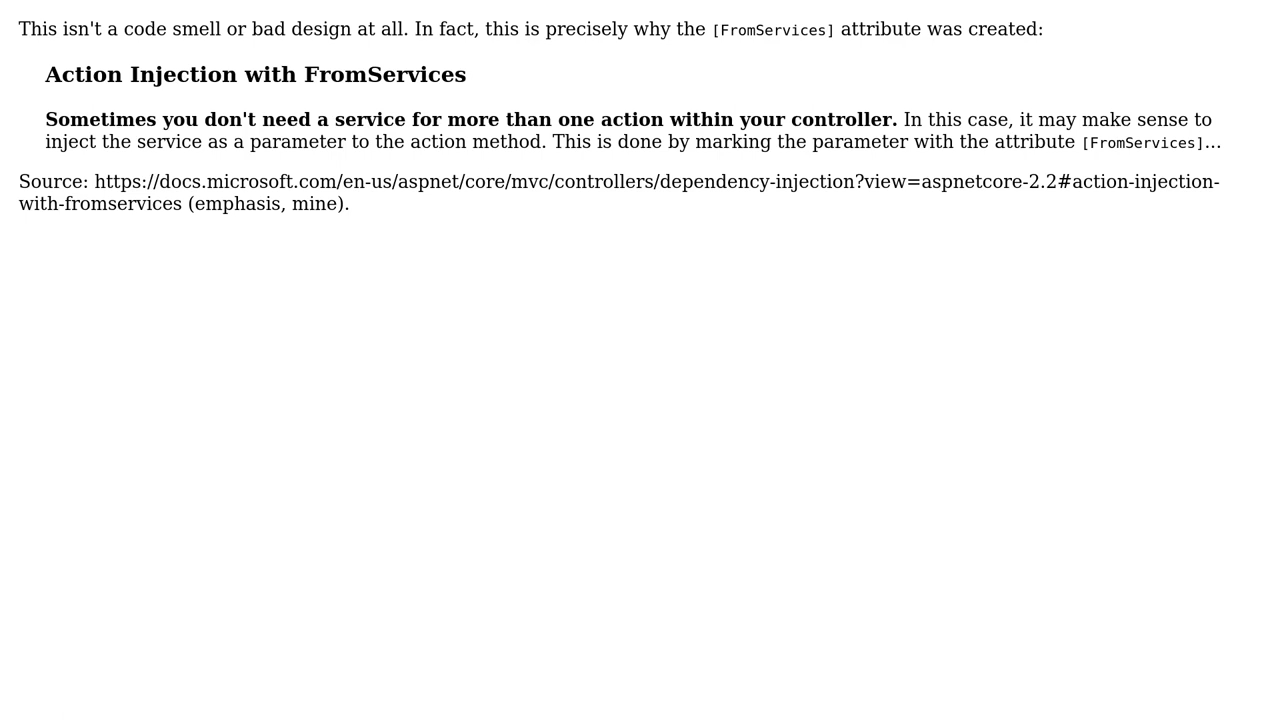 This isn't a code smell or bad design at all. In fact, this is precisely why the [FromServices] attribute was created:
Action Injection with FromServices
Sometimes you don't need a service for more than one action within your controller. In this case, it may make sense to
inject the service as a parameter to the action method. This is done by marking the parameter with the attribute [FromServices]...
Source: https://docs.microsoft.com/en-us/aspnet/core/mvc/controllers/dependency-injection?view=aspnetcore-2.2#action-injection-
with-fromservices (emphasis, mine).